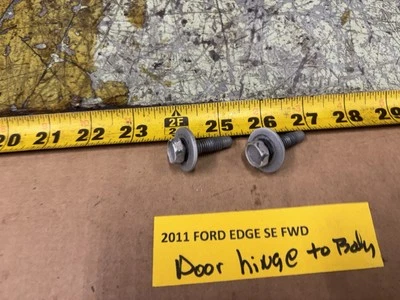 20 21 22 23 2F 25 26 27 28 29
2011 FORD EDGE SE FWD
Door hinge to Body